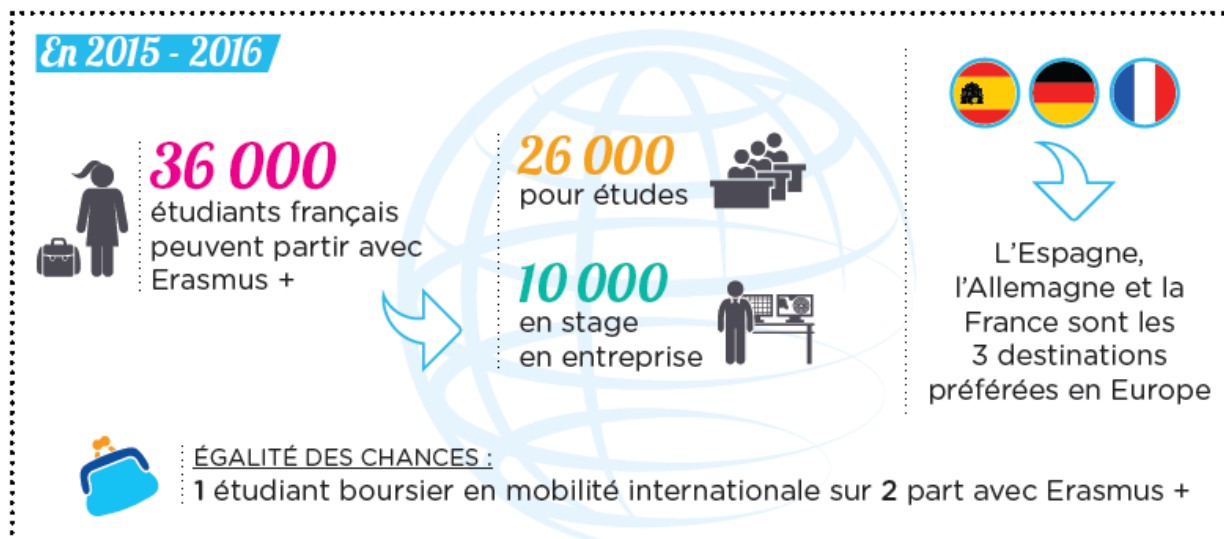 En 2015 - 2016
36 000
étudiants français
peuvent partir avec
Erasmus +
26 000
pour études
10 000
en stage
en entreprise
L'Espagne,
l'Allemagne et la
France sont les
3 destinations
préférées en Europe
ÉGALITÉ DES CHANCES :
1 étudiant boursier en mobilité internationale sur 2 part avec Erasmus +